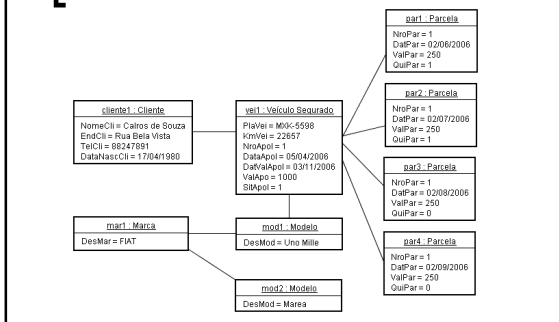 cliente1 : Cliente
NomeCli = Calros de Souza
EndCli = Rua Bela Vista
TelCli = 88247891
DataNascCli = 17/04/1980
vei1 : Veículo Segurado
PlaVei = MXK-5598
KmVei = 22657
NroApol = 1
DataApol = 05/04/2006
DatValApol = 03/11/2006
ValApo = 1000
SitApol = 1
mar1 : Marca
DesMar = FIAT
mod1 : Modelo
DesMod = Uno Mille
mod2 : Modelo
DesMod = Marea
par1 : Parcela
NroPar = 1
DatPar = 02/06/2006
ValPar = 250
QuiPar = 1
par2 : Parcela
NroPar = 1
DatPar = 02/07/2006
ValPar = 250
QuiPar = 1
par3 : Parcela
NroPar = 1
DatPar = 02/08/2006
ValPar = 250
QuiPar = 0
par4 : Parcela
NroPar = 1
DatPar = 02/09/2006
ValPar = 250
QuiPar = 0